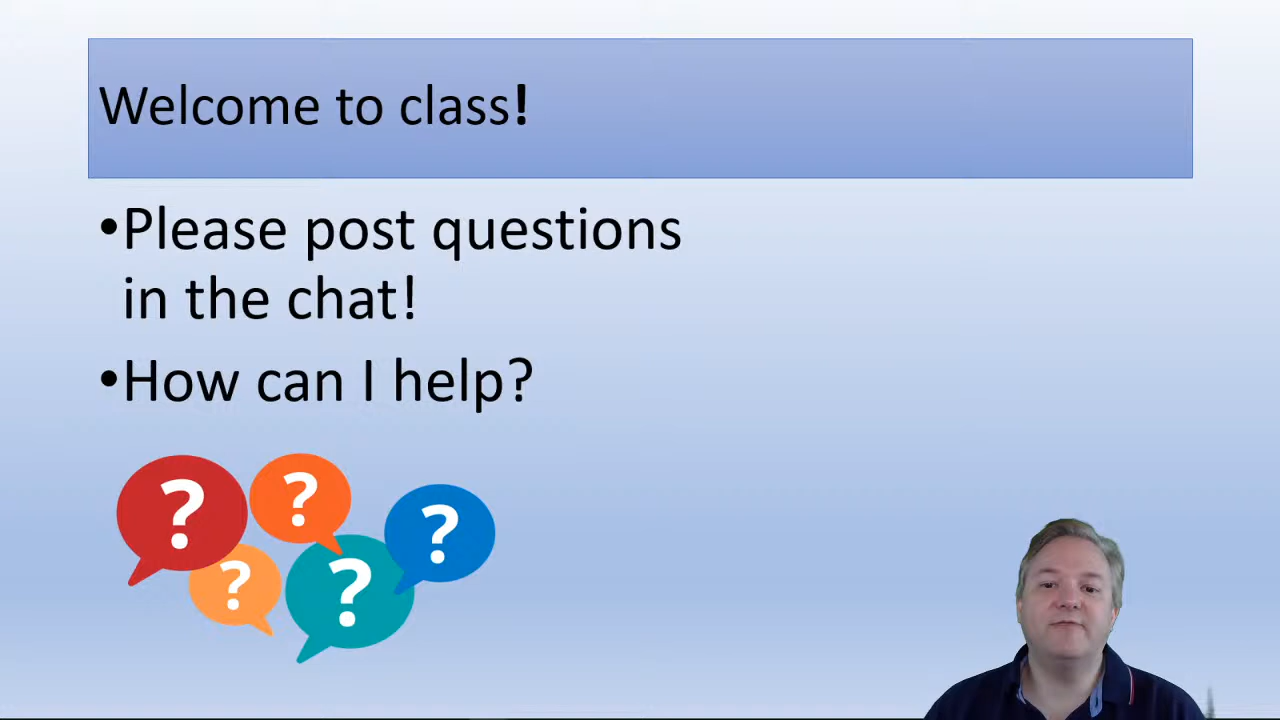 Welcome to class!
•Please post questions
in the chat!
•How can I help?
? ? ?
? ?